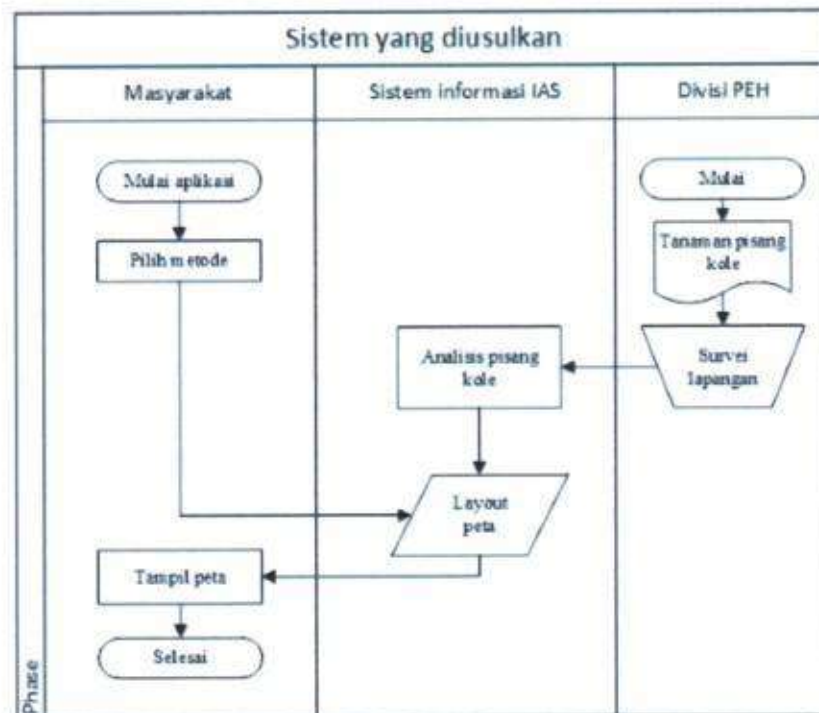 Sistem yang diusulkan
Masyarakat
Sistem informasi IAS
Divisi PEH
Mulai aplikasi
Mulai
Pilih metode
Tanaman pisang
kole
Analisis pisang
kole
Survei
lapangan
Layout
peta
Tampil peta
Selesai
Phase